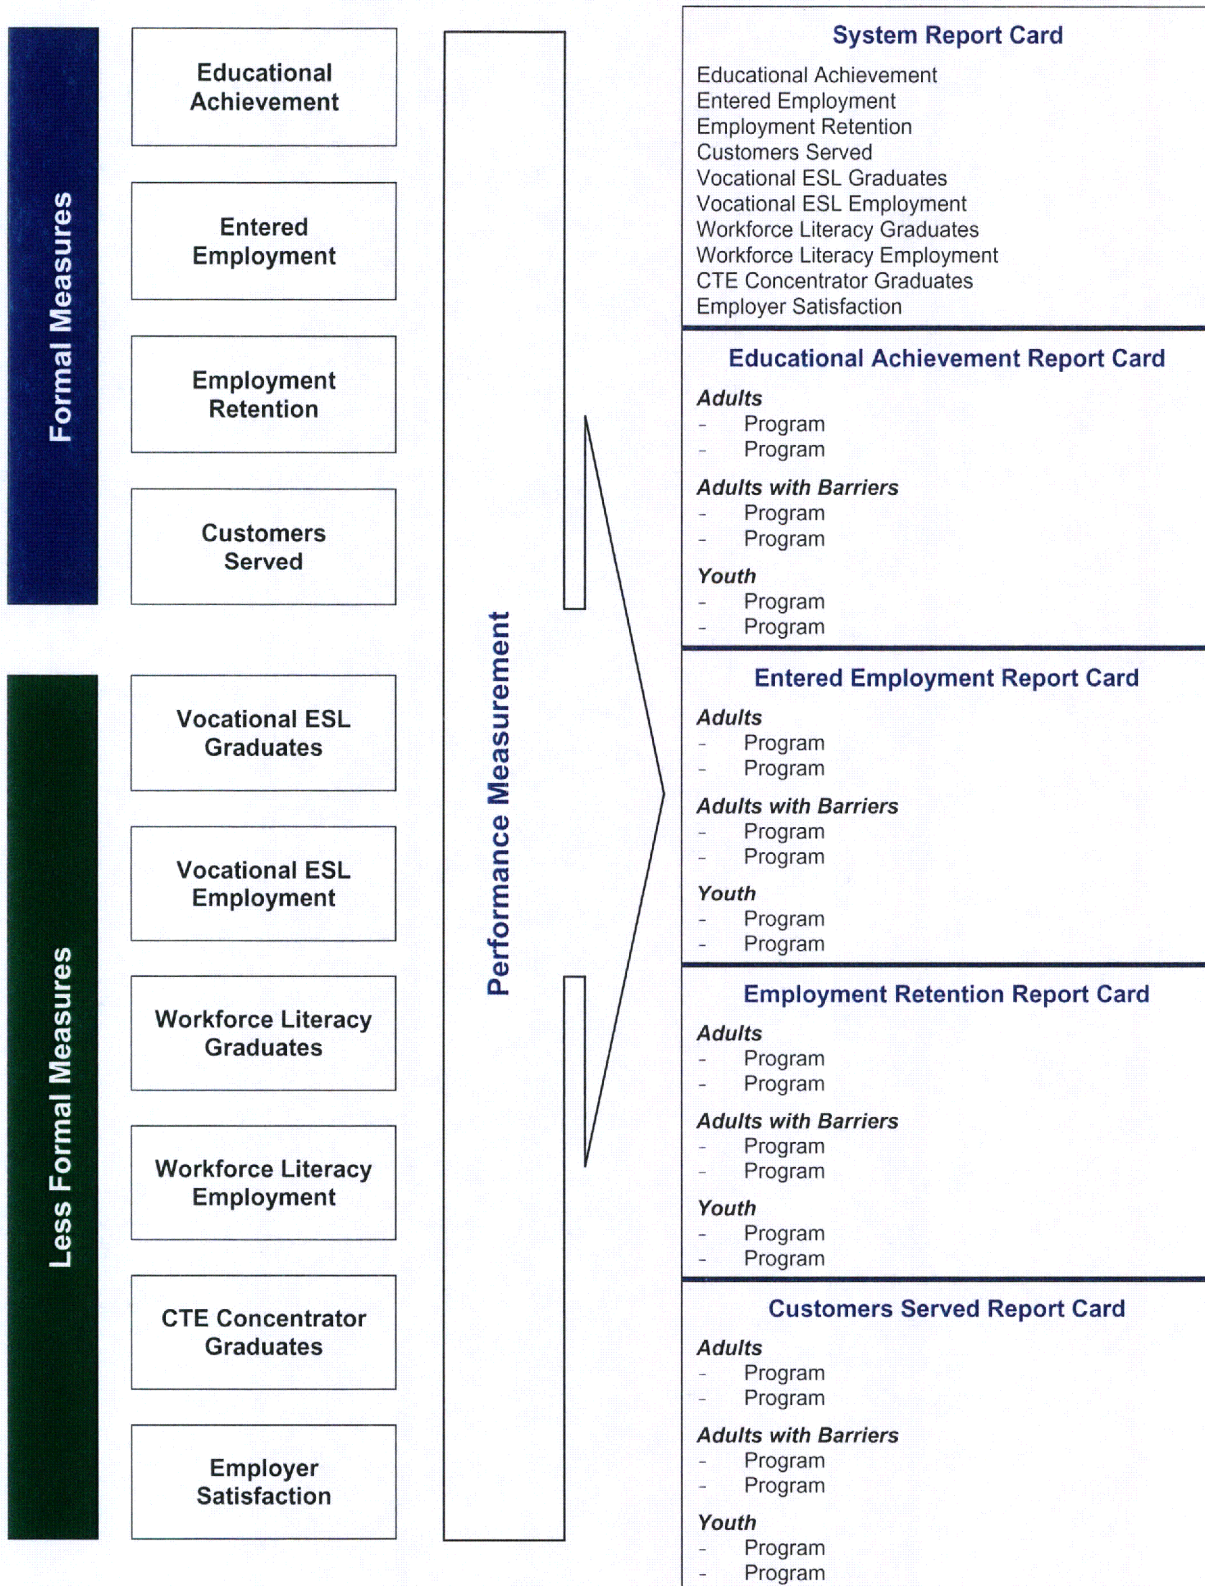 Formal Measures
Educational
Achievement
Entered
Employment
Employment
Retention
Customers
Served
Less Formal Measures
Vocational ESL
Graduates
Vocational ESL
Employment
Workforce Literacy
Graduates
Workforce Literacy
Employment
CTE Concentrator
Graduates
Employer
Satisfaction
Performance Measurement
System Report Card
Educational Achievement
Entered Employment
Employment Retention
Customers Served
Vocational ESL Graduates
Vocational ESL Employment
Workforce Literacy Graduates
Workforce Literacy Employment
CTE Concentrator Graduates
Employer Satisfaction
Educational Achievement Report Card
Adults
- Program
- Program
Adults with Barriers
- Program
- Program
Youth
- Program
- Program
Entered Employment Report Card
Adults
- Program
- Program
Adults with Barriers
- Program
- Program
Youth
- Program
- Program
Employment Retention Report Card
Adults
- Program
- Program
Adults with Barriers
- Program
- Program
Youth
- Program
- Program
Customers Served Report Card
Adults
- Program
- Program
Adults with Barriers
- Program
- Program
Youth
- Program
- Program